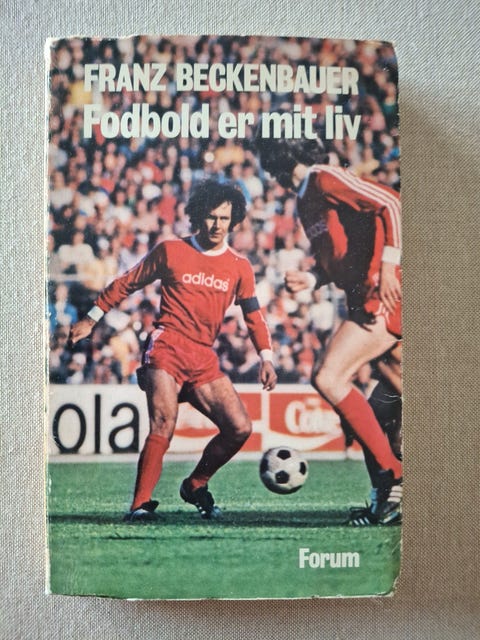 FRANZ BECKENBAUER
Fodbold er mit liv
adidas
ola
Forum